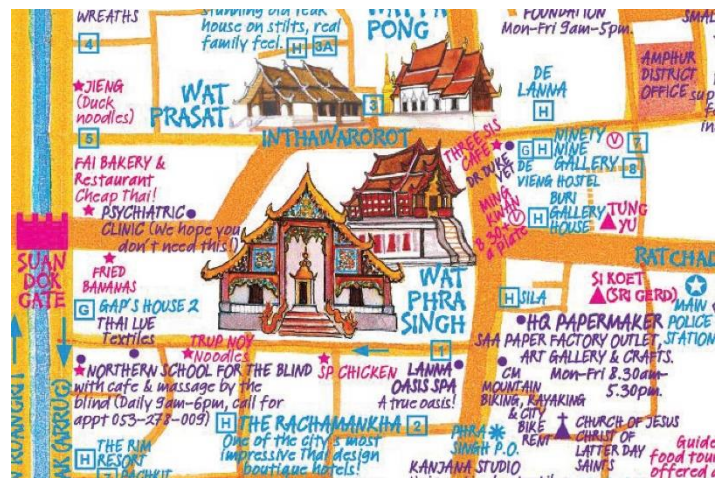 WREATHS
stunning old teak
house on stilts, real
family feel. H 3A
PONG
FOUNDATION
Mon-Fri 9am-5pm.
4
JIENG
(Duck
noodles)
5
WAT
PRASAT
3
INTHAWAROROT
DE
LANNA
H
AMPHUR
DISTRICT
OFFICE
THREE SIS
CAFE
DR DUKE
VET
G H NINETY V 7
NINE
GALLERY 8
DE
VIENG HOSTEL
MING
KWAN
B 30+ V
a Plate
H BURI
GALLERY
HOUSE
TUNG
YU
FAI BAKERY &
Restaurant
Cheap Thai!
PSYCHIATRIC
CLINIC (We hope you
don't need this!)
SUAN
DOK
GATE
FRIED
BANANAS
G GAP'S HOUSE 2
THAI LUE
Textiles
WAT
PHRA
SINGH
RATCHAD
H SILA
SI KOET
(SRI GERD)
MAIN
POLICE
STATION
TRUP NOY
Noodles
SP CHICKEN
1
LANNA
OASIS SPA
A true oasis!
HQ PAPERMAKER
SAA PAPER FACTORY OUTLET,
ART GALLERY & CRAFTS.
Mon-Fri 8.30am-
5.30pm.
NORTHERN SCHOOL FOR THE BLIND
with cafe & massage by the
blind (Daily 9am-6pm, call for
appt 053-278-009)
CM
MOUNTAIN
BIKING, KAYAKING
& CITY
BIKE
RENT
H THE RACHAMANKHA 2
One of the city's most
impressive Thai design
boutique hotels!
PHRA
SINGH P.O.
CHURCH OF JESUS
CHRIST OF
LATTER DAY
SAINTS
Guide
food tou
offered a
H THE RIM
RESORT
KANJANA STUDIO